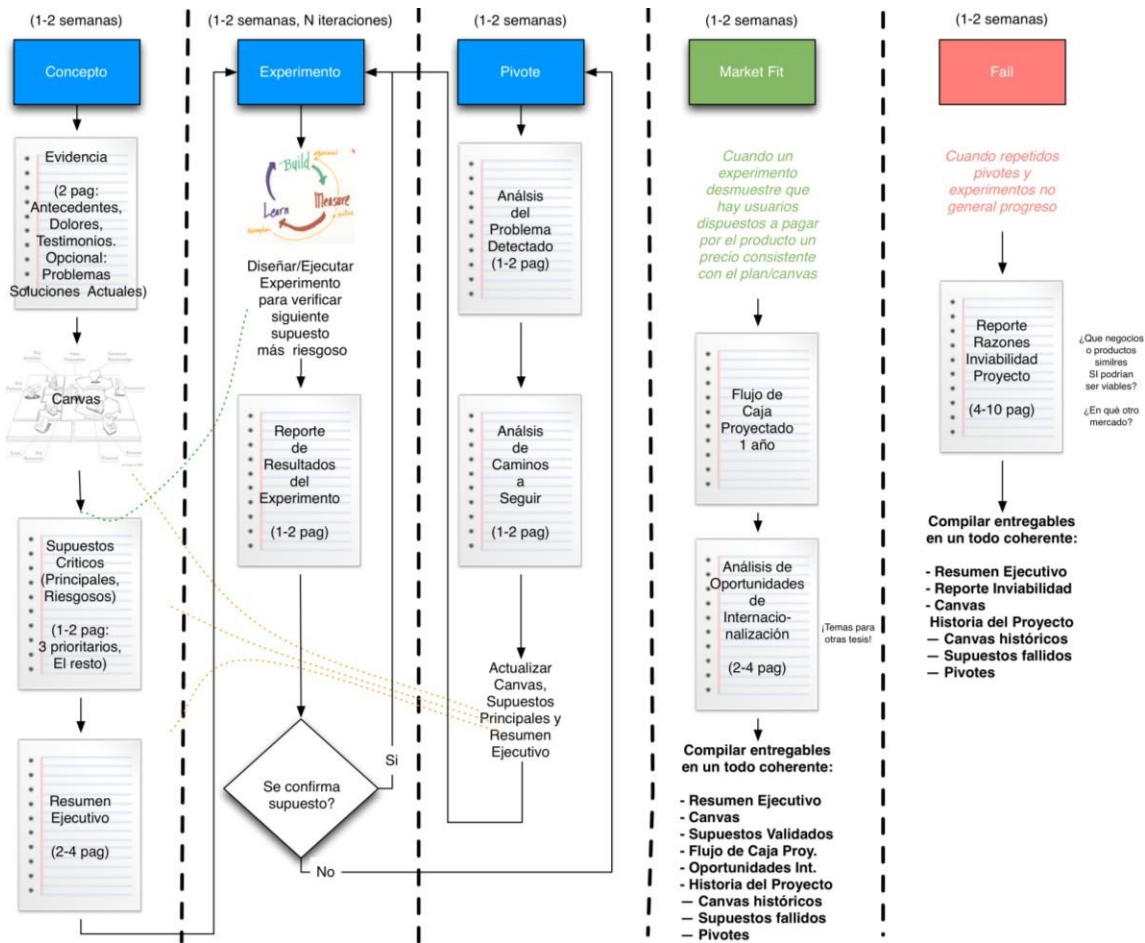 (1-2 semanas)
Concepto
Evidencia
(2 pag:
Antecedentes,
Dolores,
Testimonios.
Opcional:
Problemas
Soluciones Actuales)
Canvas
Supuestos
Criticos
(Principales,
Riesgosos)
(1-2 pag:
3 prioritarios,
El resto)
Resumen
Ejecutivo
(2-4 pag)
(1-2 semanas, N iteraciones)
Experimento
Build
Measure
Learn
Diseñar/Ejecutar
Experimento
para verificar
siguiente
supuesto
más riesgoso
Reporte
de
Resultados
del
Experimento
(1-2 pag)
Se confirma
supuesto?
Si
No
(1-2 semanas)
Pivote
Análsis
del
Problema
Detectado
(1-2 pag)
Análsis
de
Caminos
a
Seguir
(1-2 pag)
Actualizar
Canvas,
Supuestos
Principales y
Resumen
Ejecutivo
(1-2 semanas)
Market Fit
Cuando un
experimento
desmuestre que
hay usuarios
dispuestos a pagar
por el producto un
precio consistente
con el plan/canvas
Flujo de
Caja
Proyectado
1 año
Análisis de
Oportunidades
de
Internacio-
nalización
(2-4 pag)
¡Temas para
otras tesis!
Compilar entregables
en un todo coherente:
- Resumen Ejecutivo
- Canvas
- Supuestos Validados
- Flujo de Caja Proy.
- Oportunidades Int.
- Historia del Proyecto
— Canvas históricos
— Supuestos fallidos
— Pivotes
(1-2 semanas)
Fail
Cuando repetidos
pivotes y
experimentos no
general progreso
Reporte
Razones
Inviabilidad
Proyecto
(4-10 pag)
¿Que negocios
o productos
similres
SI podrían
ser viables?
¿En qué otro
mercado?
Compilar entregables
en un todo coherente:
- Resumen Ejecutivo
- Reporte Inviabilidad
- Canvas
Historia del Proyecto
— Canvas históricos
— Supuestos fallidos
— Pivotes